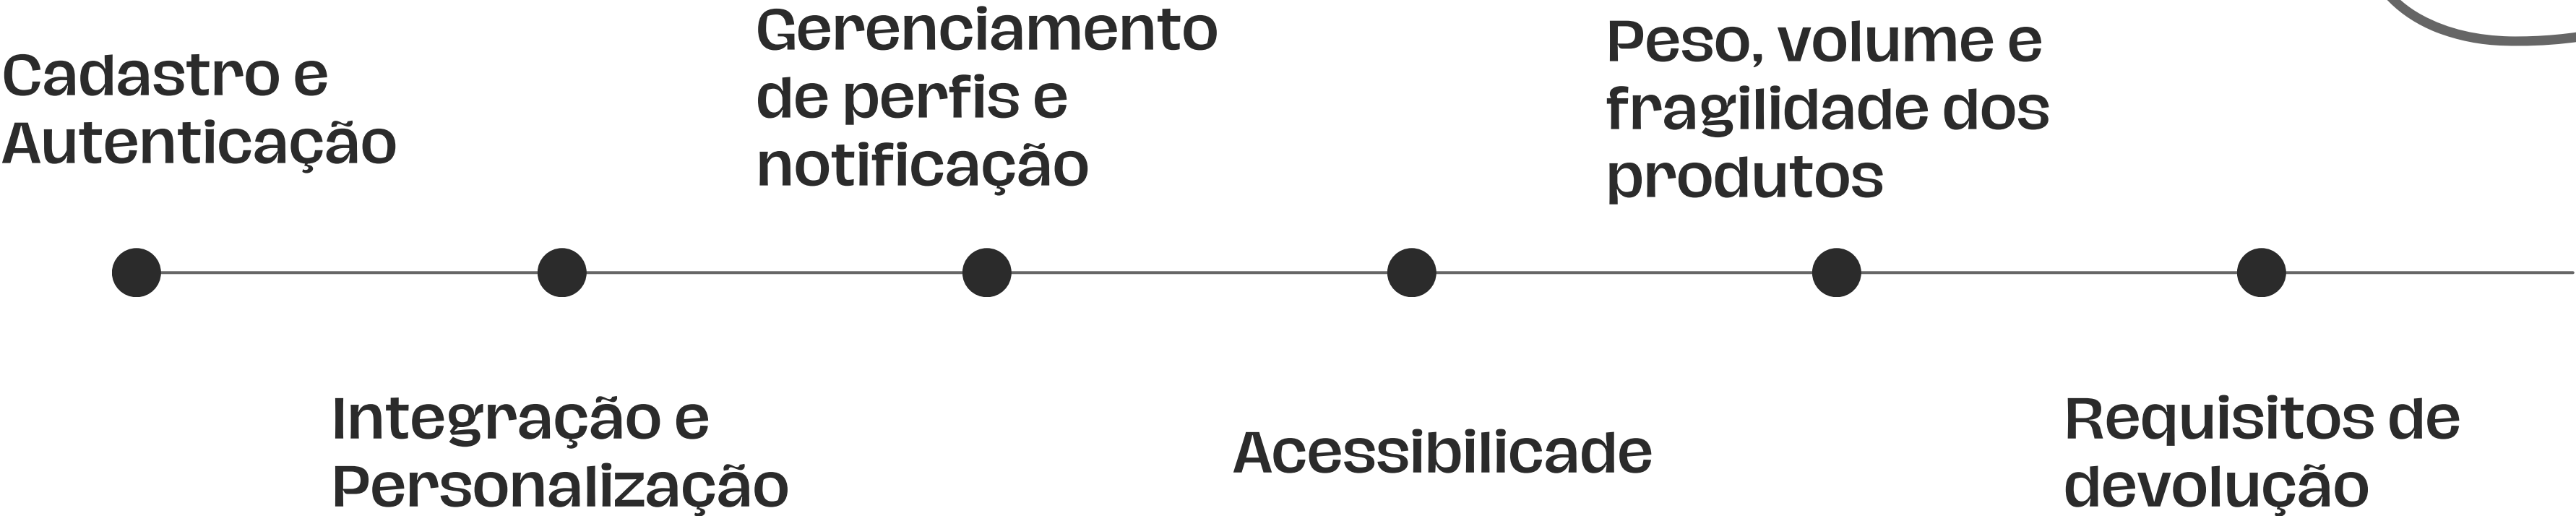 Cadastro e
Autenticação
Integração e
Personalização
Gerenciamento
de perfis e
notificação
Acessibilicade
Peso, volume e
fragilidade dos
produtos
Requisitos de
devolução